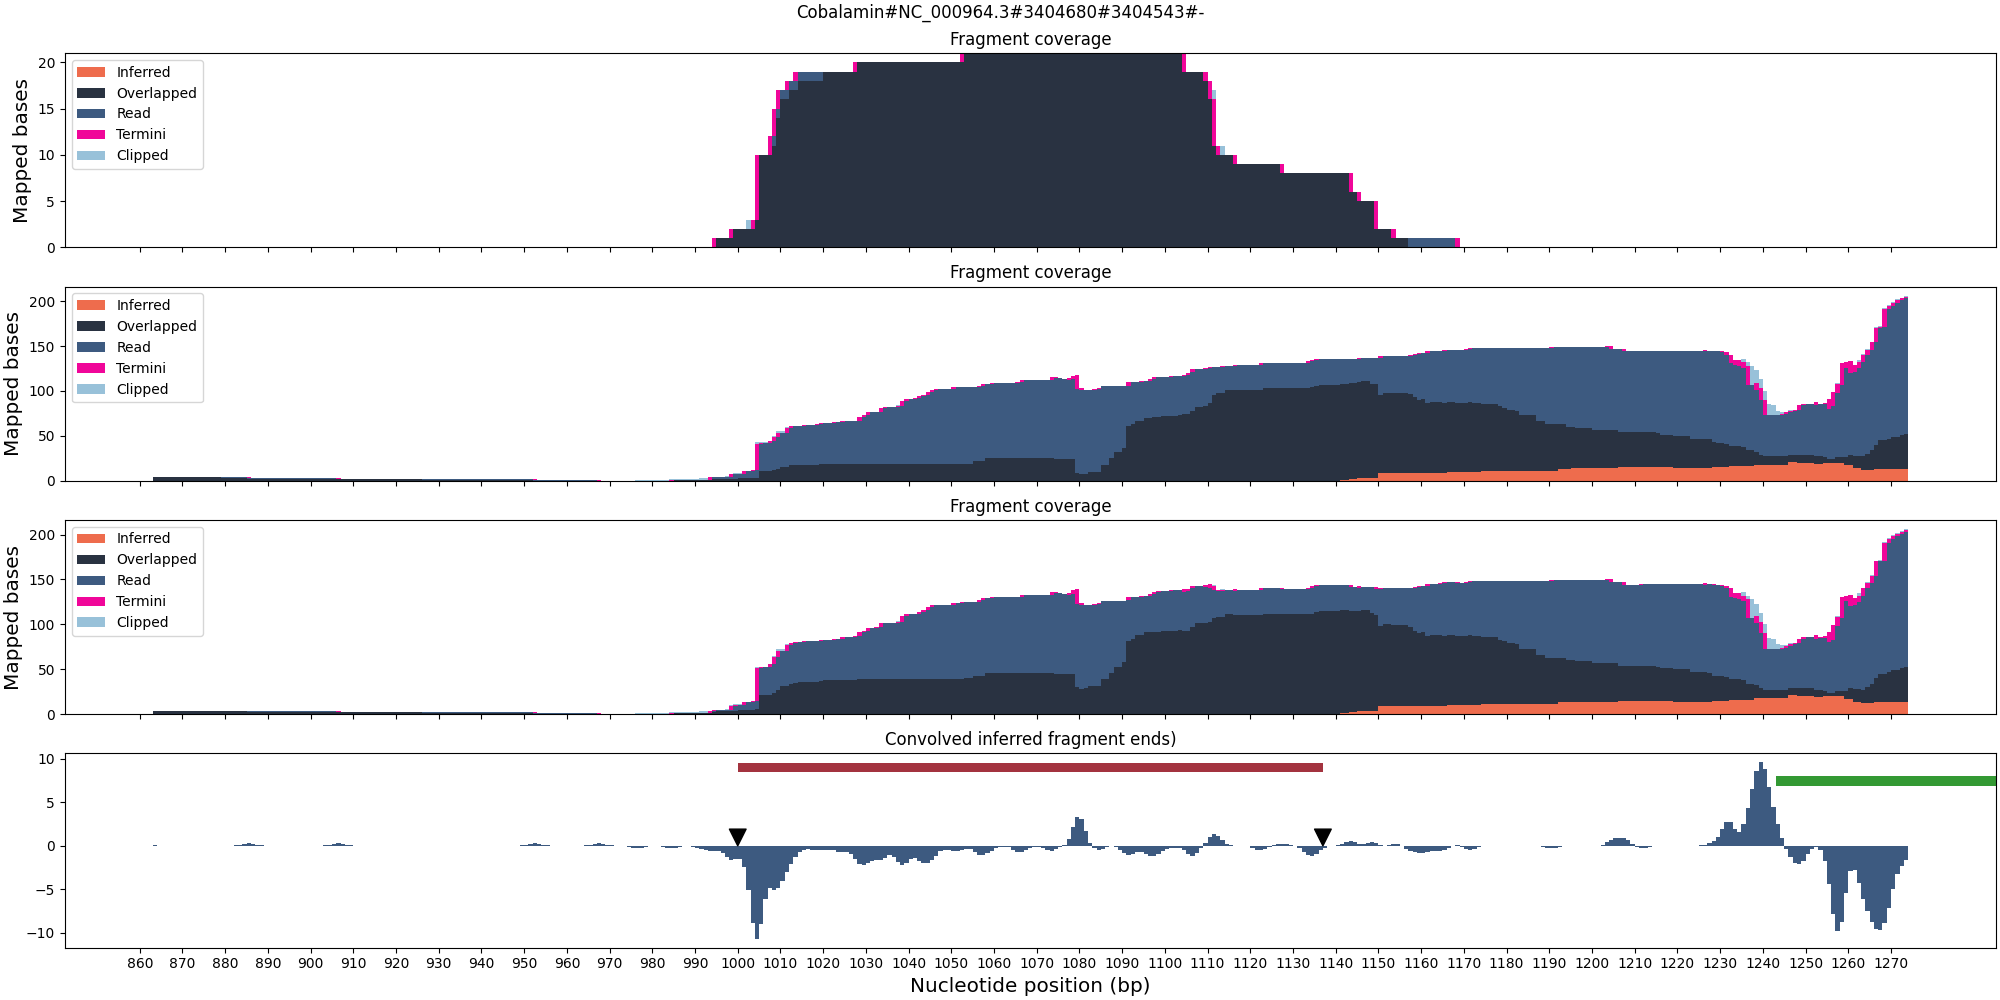 Cobalamin#NC_000964.3#3404680#3404543#-
Fragment coverage
Mapped bases
20
15
10
5
0
Inferred
Overlapped
Read
Termini
Clipped
Fragment coverage
Mapped bases
200
150
100
50
0
Inferred
Overlapped
Read
Termini
Clipped
Fragment coverage
Mapped bases
200
150
100
50
0
Inferred
Overlapped
Read
Termini
Clipped
Convolved inferred fragment ends)
10
5
0
−5
−10
860 870 880 890 900 910 920 930 940 950 960 970 980 990 1000 1010 1020 1030 1040 1050 1060 1070 1080 1090 1100 1110 1120 1130 1140 1150 1160 1170 1180 1190 1200 1210 1220 1230 1240 1250 1260 1270
Nucleotide position (bp)